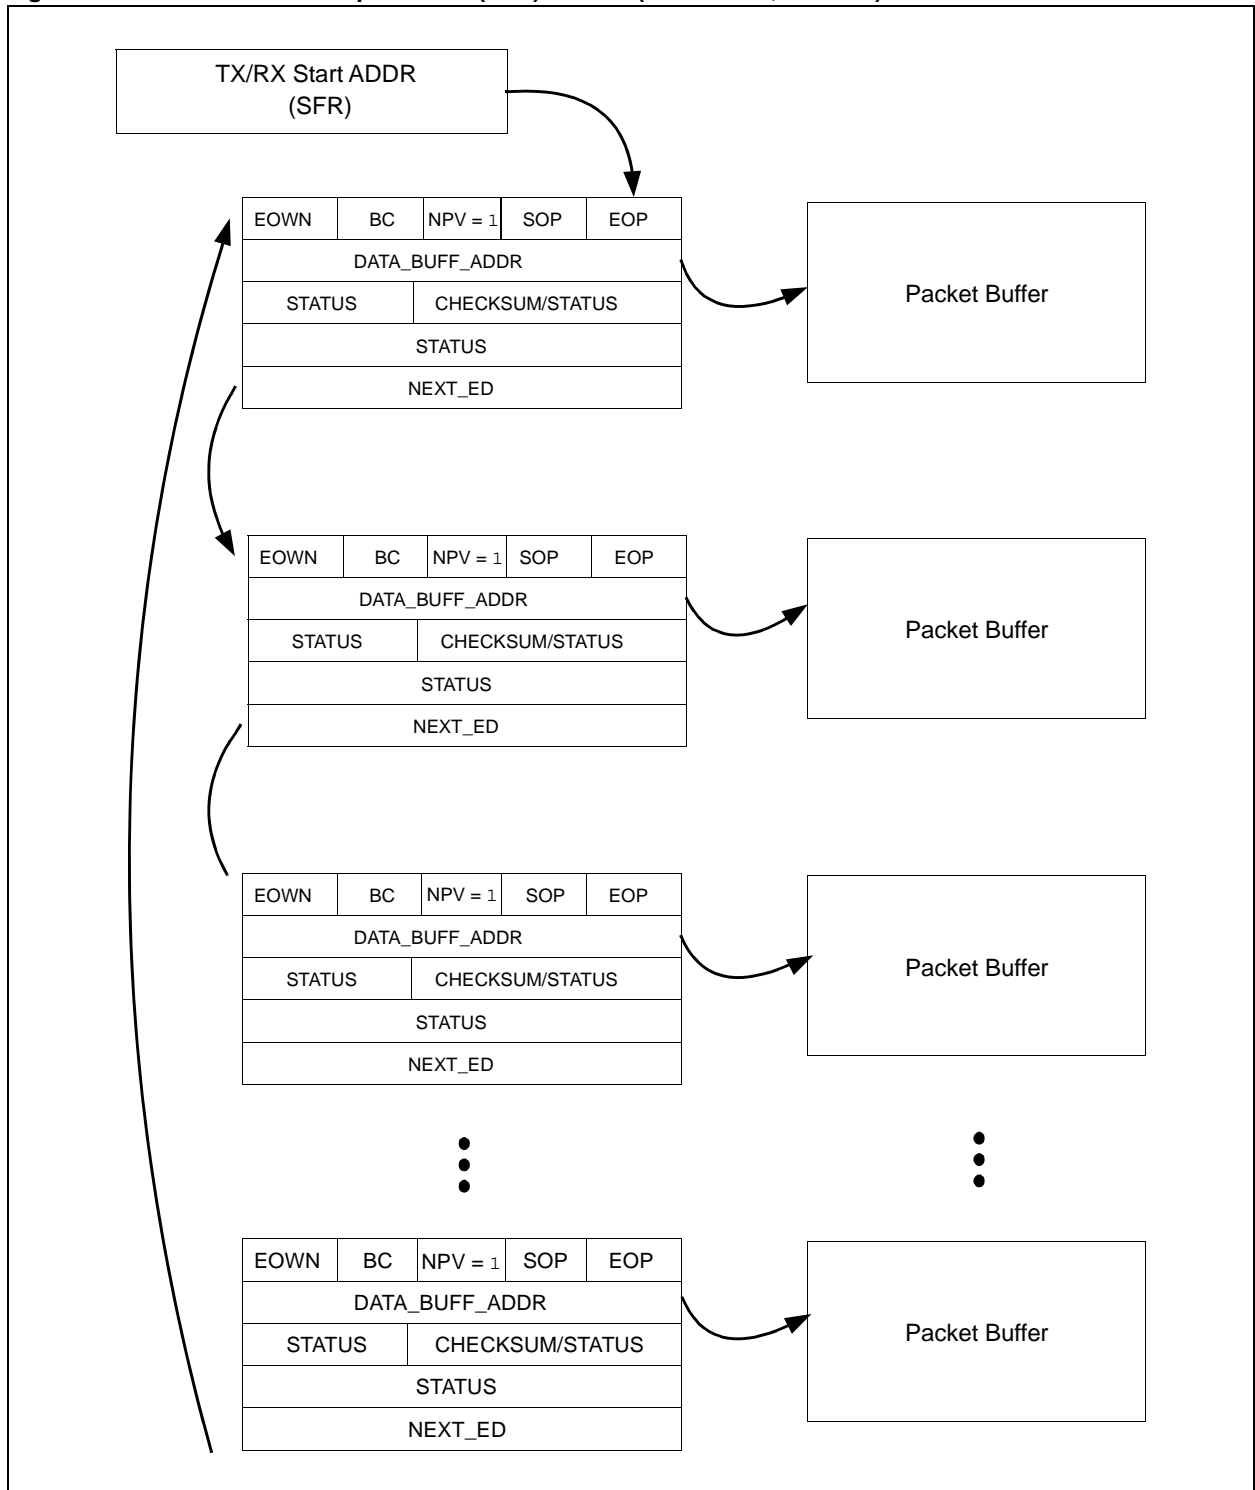 TX/RX Start ADDR
(SFR)
EOWN BC NPV = 1 SOP EOP
DATA_BUFF_ADDR
STATUS CHECKSUM/STATUS
STATUS
NEXT_ED
Packet Buffer
EOWN BC NPV = 1 SOP EOP
DATA_BUFF_ADDR
STATUS CHECKSUM/STATUS
STATUS
NEXT_ED
Packet Buffer
EOWN BC NPV = 1 SOP EOP
DATA_BUFF_ADDR
STATUS CHECKSUM/STATUS
STATUS
NEXT_ED
Packet Buffer
EOWN BC NPV = 1 SOP EOP
DATA_BUFF_ADDR
STATUS CHECKSUM/STATUS
STATUS
NEXT_ED
Packet Buffer